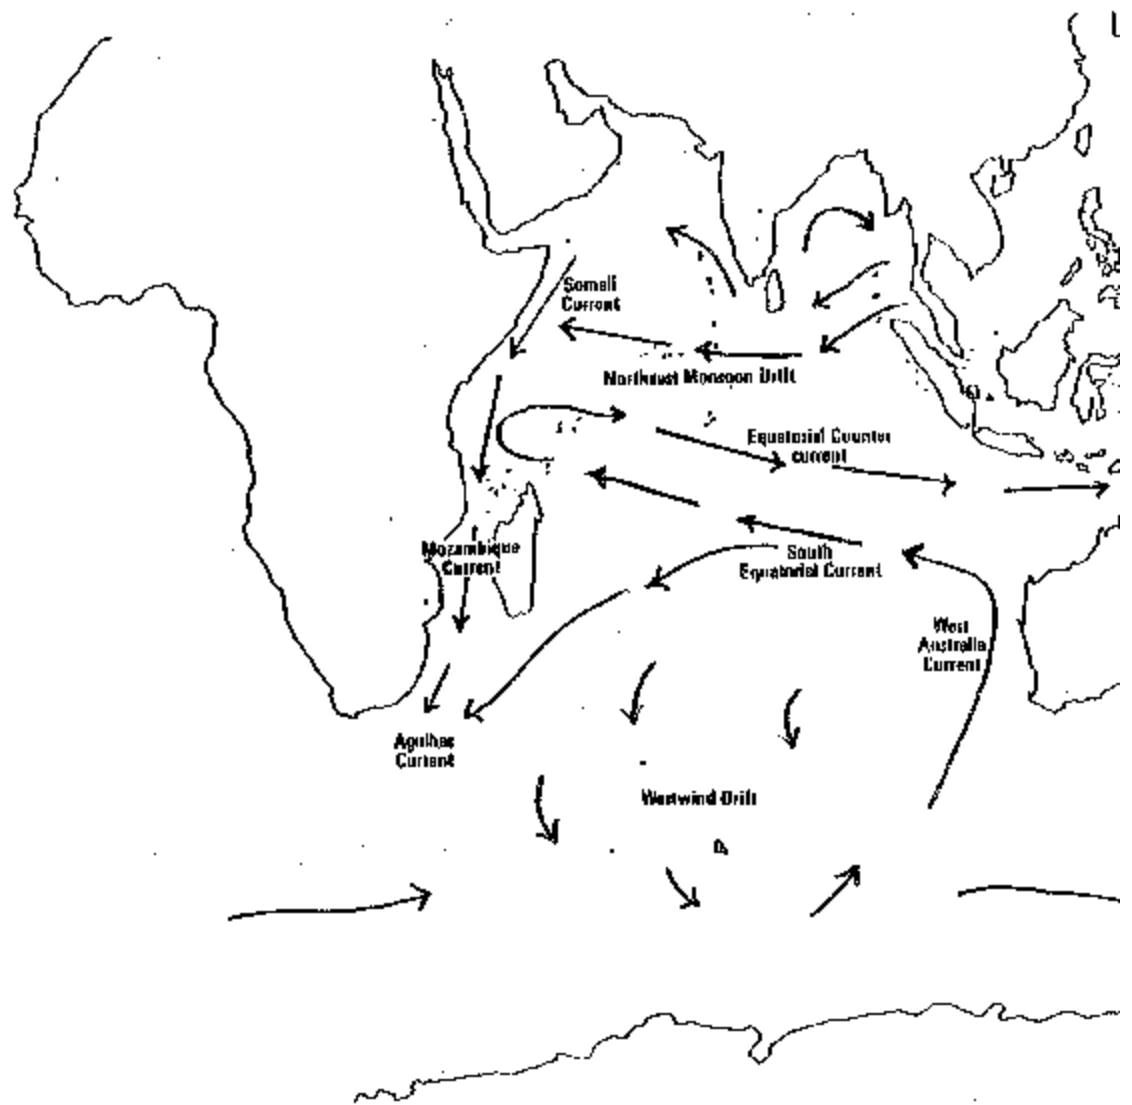 Somali
Current
Northeast Monsoon Drift
Equatorial Counter
current
Mozambique
Current
South
Equatorial Current
West
Australia
Current
Agulhas
Current
Westwind Drift